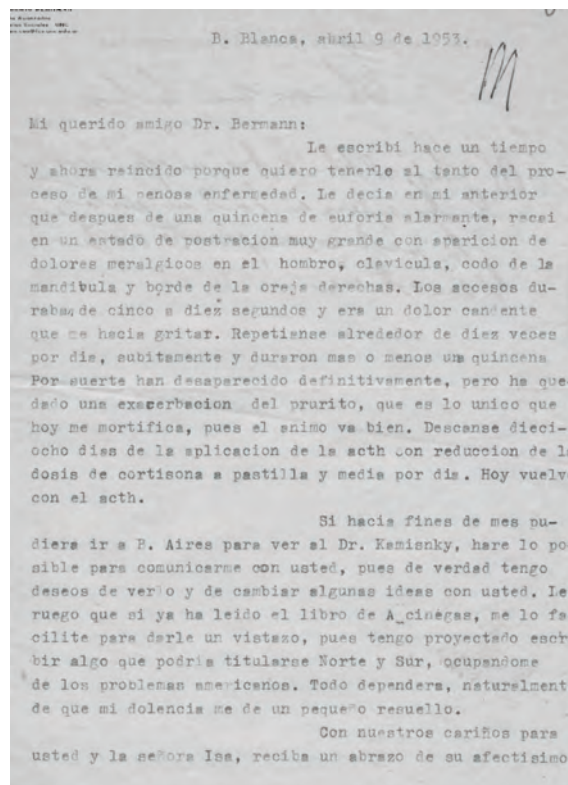 B. Blanca, abril 9 de 1953.
Mi querido amigo Dr. Bermann:
Le escribi hace un tiempo
y ahora reincido porque quiero tenerle al tanto del pro-
ceso de mi penosa enfermedad. Le decia en mi anterior
que despues de una quincena de euforia alarmante, recai
en un estado de postracion muy grande con aparicion de
dolores meralgicos en el hombro, clavicula, codo de la
mandibula y borde de la oreja derechas. Los accesos du-
raban de cinco a diez segundos y era un dolor candente
que me hacia gritar. Repetianse alrededor de diez veces
por dia, subitamente y duraron mas o menos una quincena
Por suerte han desaparecido definitivamente, pero ha que
dado una exacerbacion del prurito, que es lo unico que
hoy me mortifica, pues el animo va bien. Descanse dieci-
ocho dias de la aplicacion de la acth con reduccion de l
dosis de cortisona a pastilla y media por dia. Hoy vuelv
con el acth.
Si hacia fines de mes pu-
diera ir a B. Aires para ver al Dr. Kamisnky, hare lo po
sible para comunicarme con usted, pues de verdad tengo
deseos de verlo y de cambiar algunas ideas con usted. Le
ruego que si ya ha leido el libro de A_cinegas, me lo fa
cilite para darle un vistazo, pues tengo proyectado escr
bir algo que podria titularse Norte y Sur, ocupandome
de los problemas americanos. Todo dependera, naturalment
de que mi dolencia me de un pequeño resuello.
Con nuestros cariños para
usted y la señora Isa, reciba un abrazo de su afectisimo